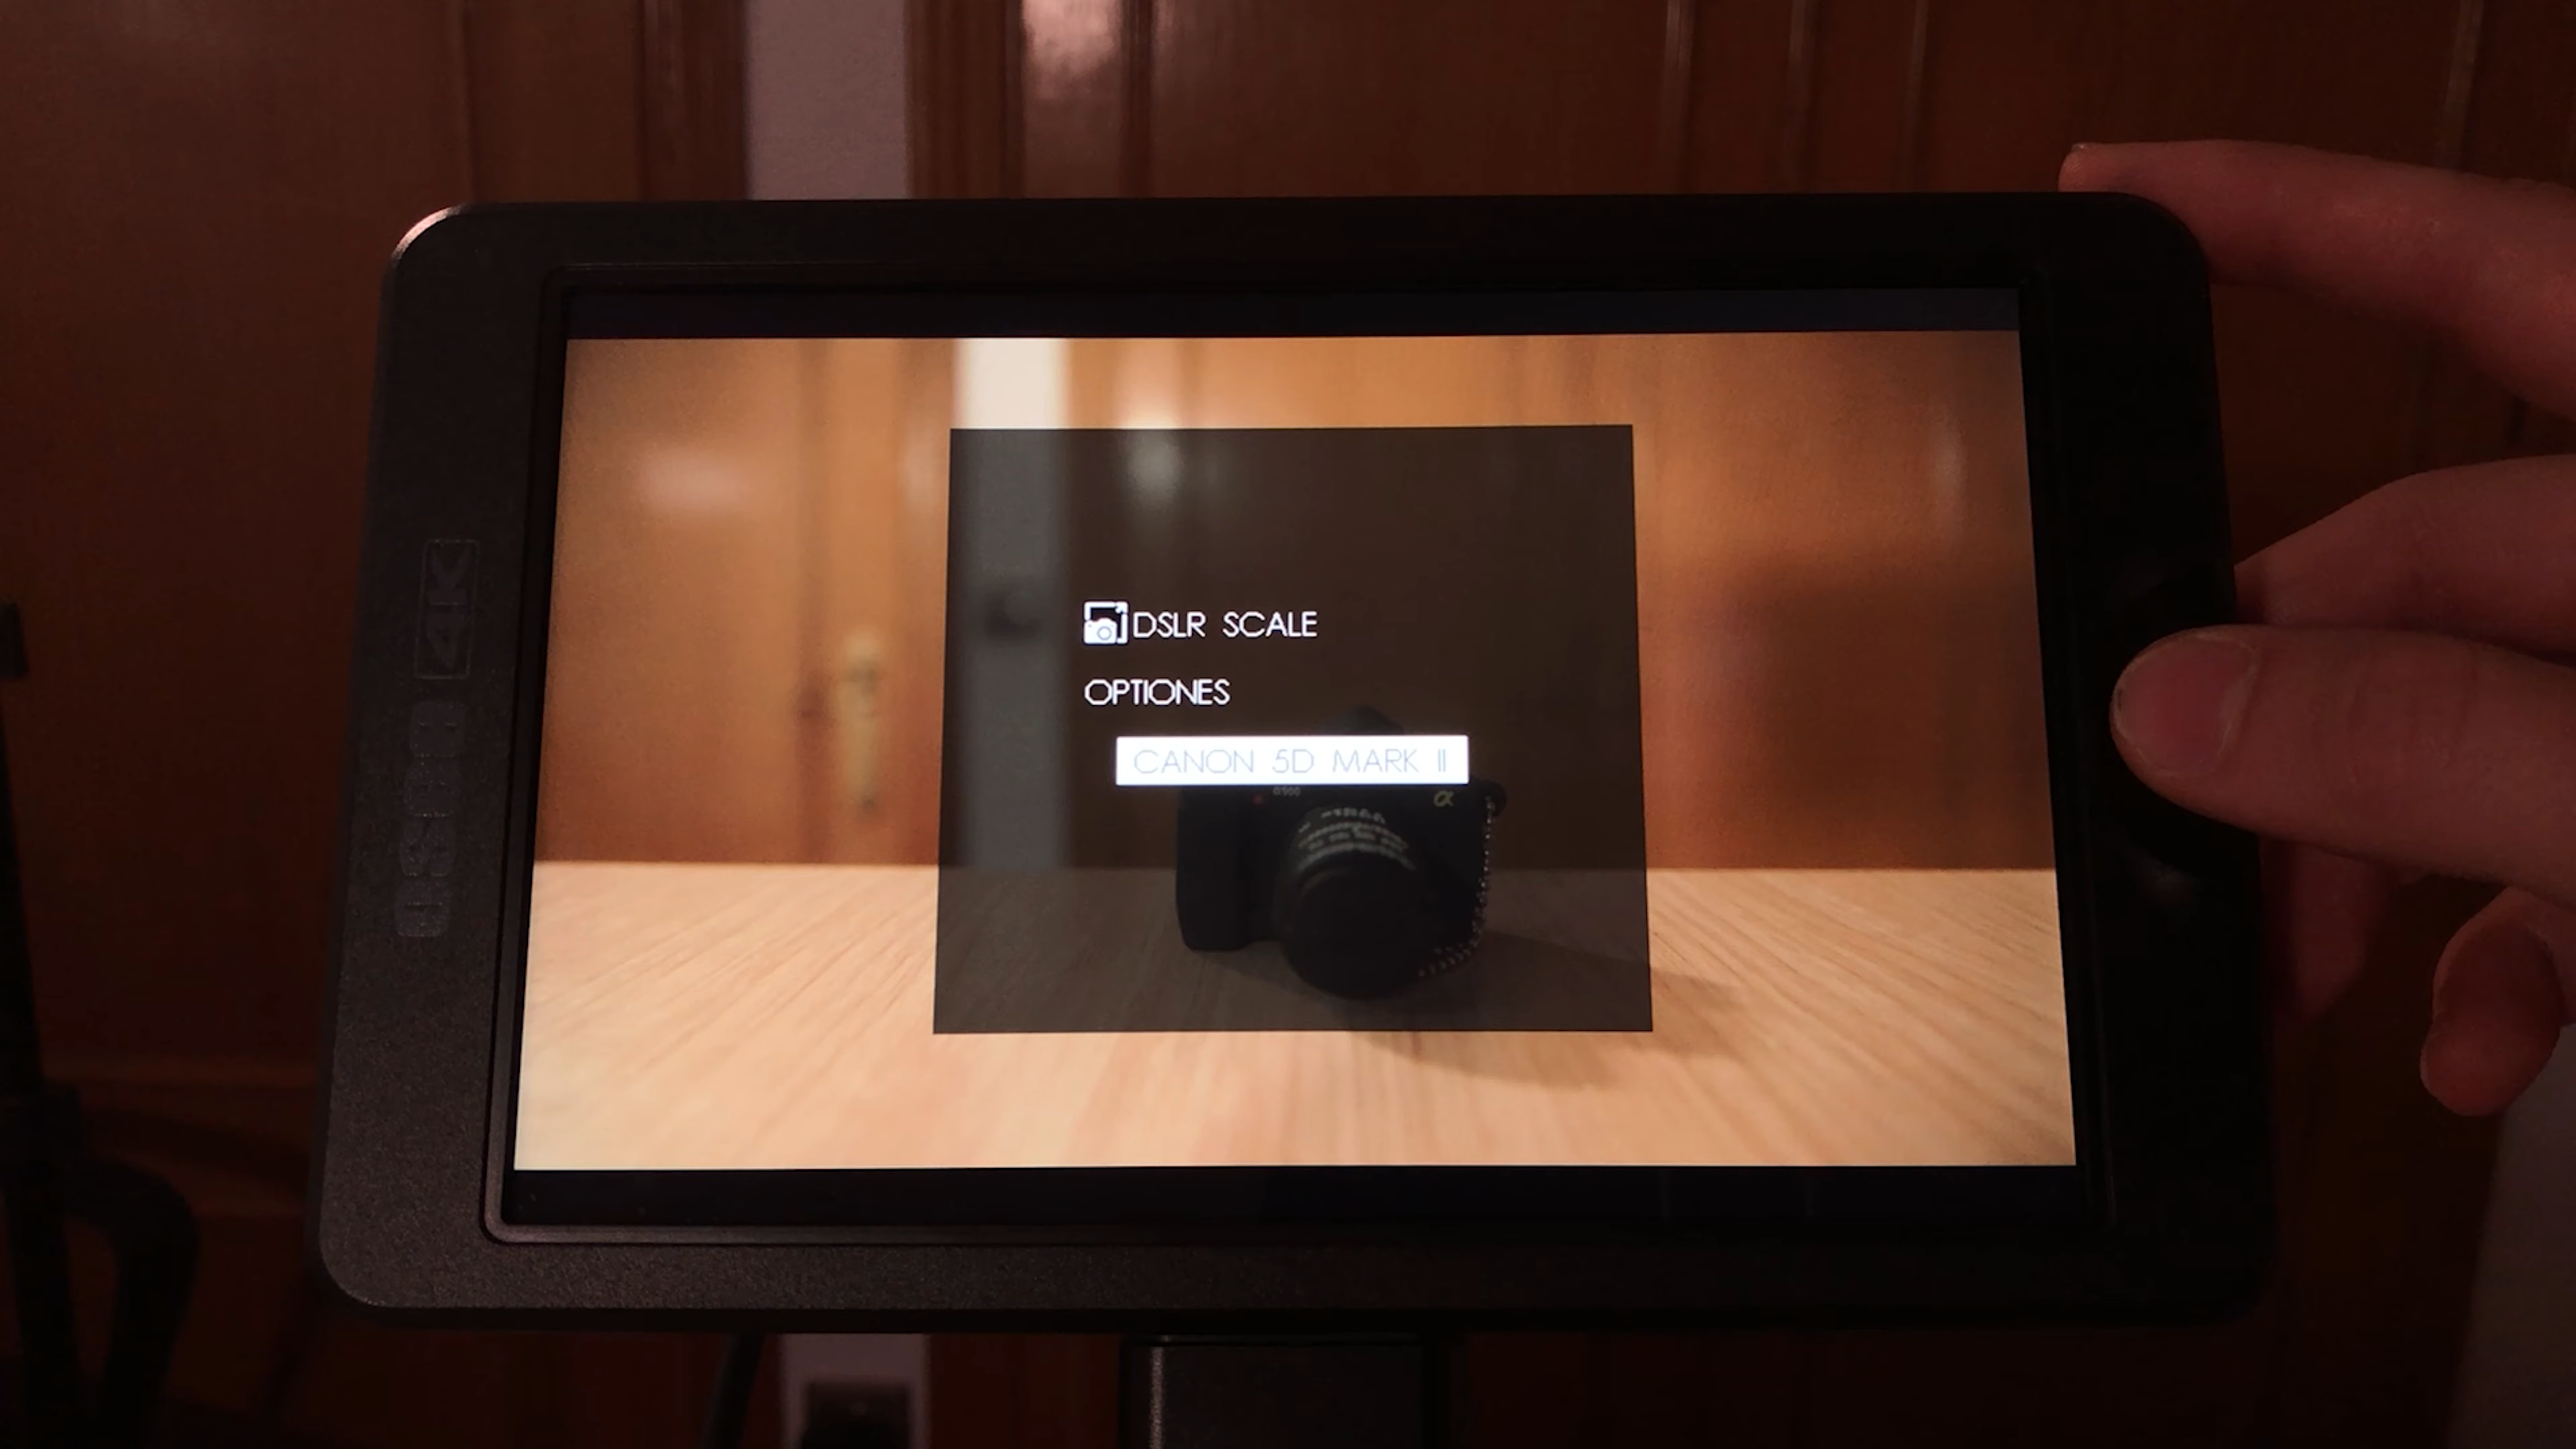 DSLR SCALE
OPTIONES
CANON 5D MARK II
α
4K